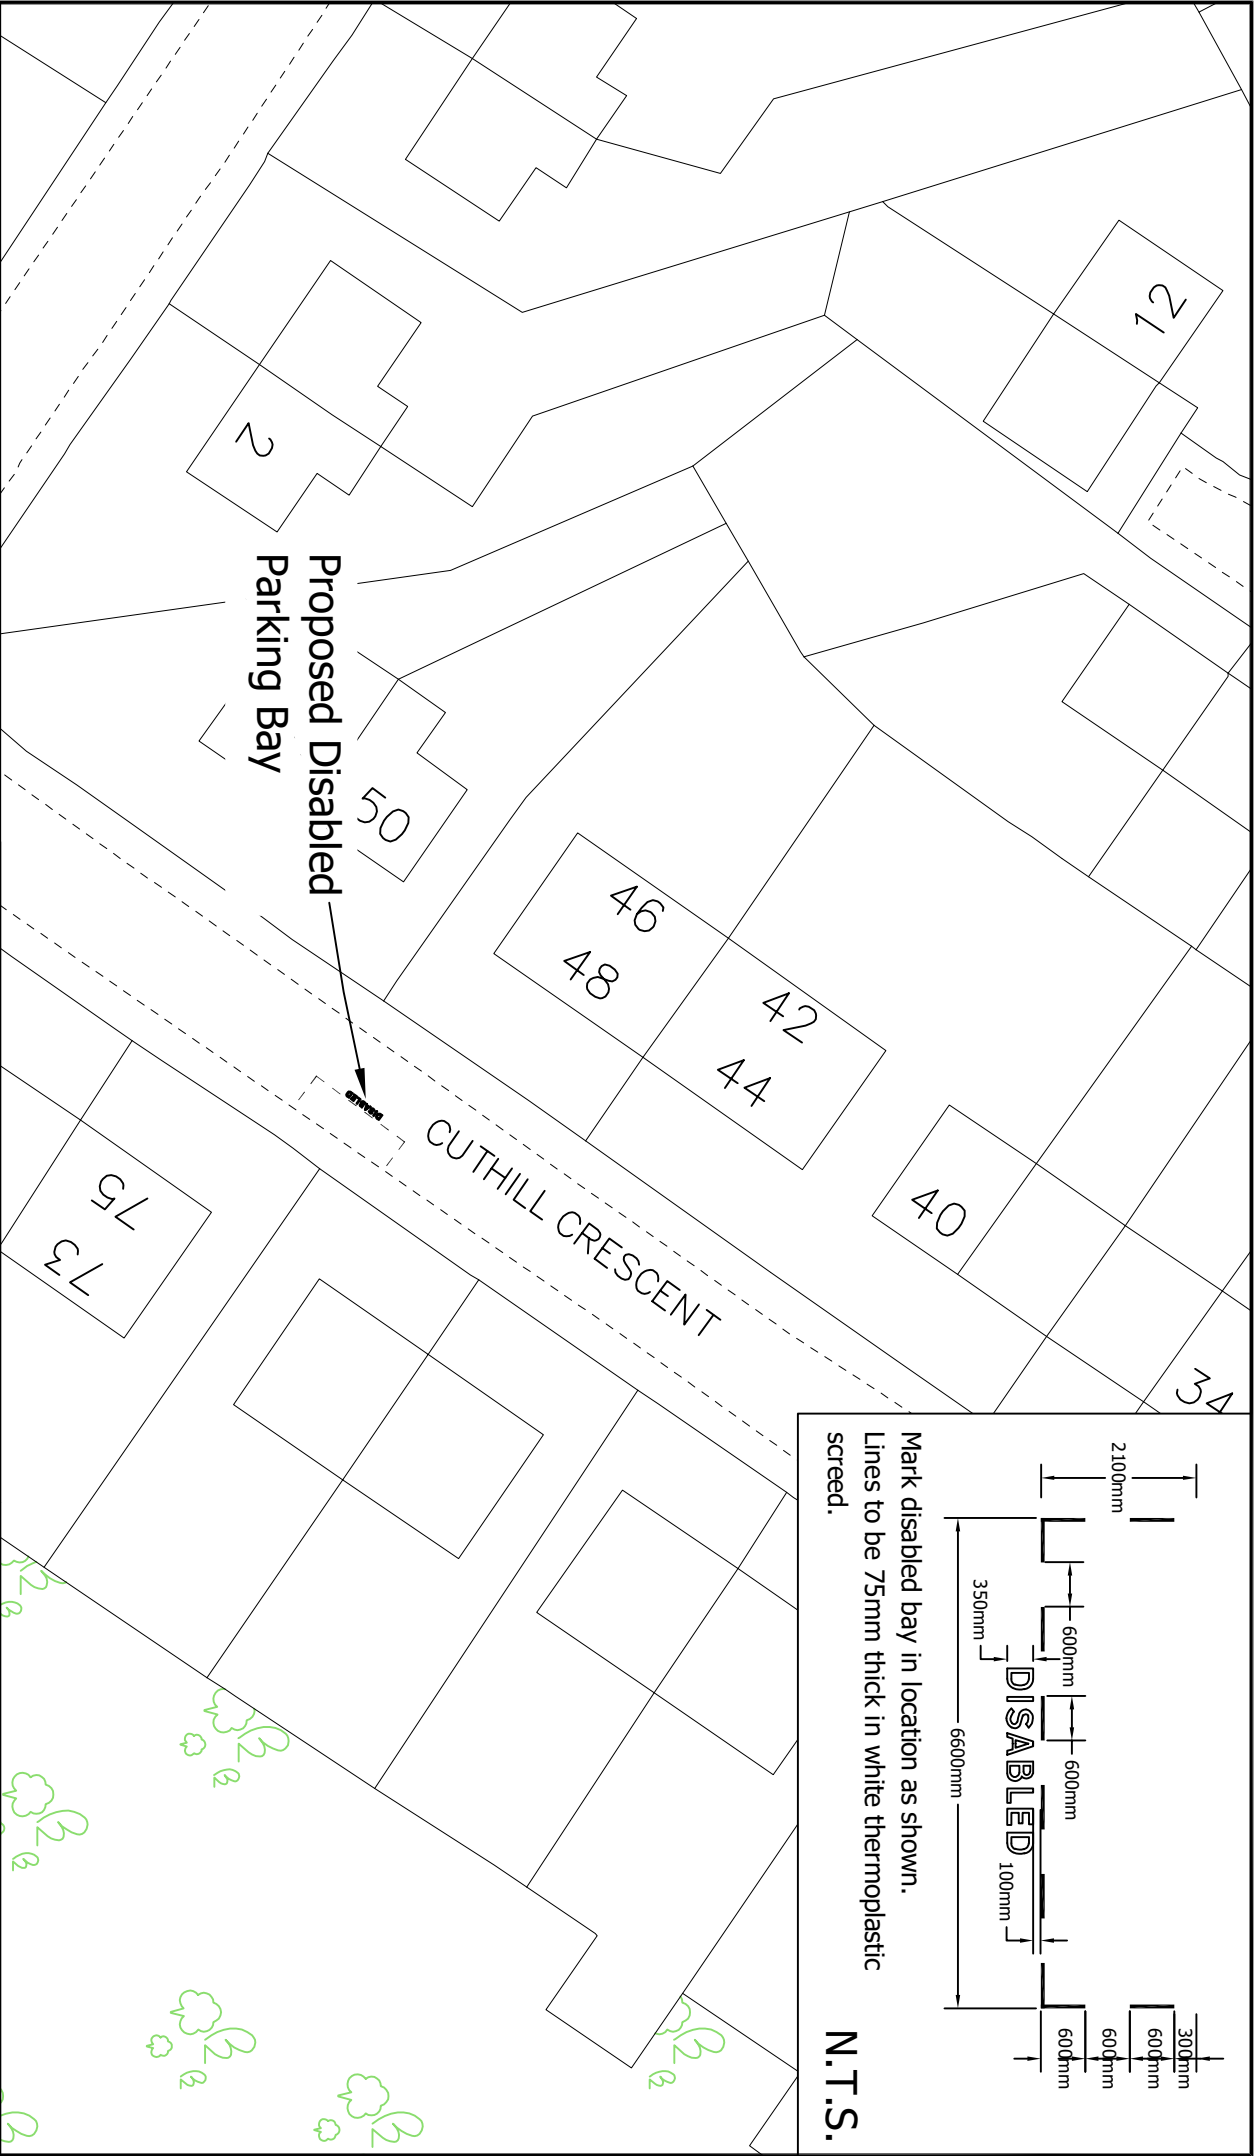 12
2
Proposed Disabled
Parking Bay
50
46
48
42
44
40
34
DISABLED
CUTHILL CRESCENT
75
73
2100mm
600mm
600mm
350mm
DISABLED
100mm
6600mm
300mm
600mm
600mm
600mm
Mark disabled bay in location as shown.
Lines to be 75mm thick in white thermoplastic
screed.
N.T.S.